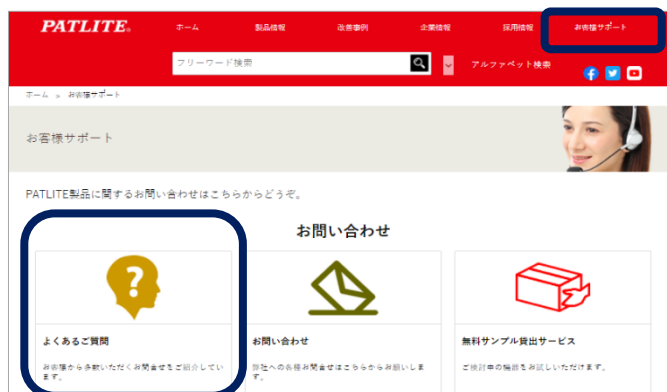 PATLITE®
ホーム 製品情報 改善事例 企業情報 採用情報 お客様サポート
フリーワード検索 アルファベット検索
ホーム » お客様サポート
お客様サポート
PATLITE製品に関するお問い合わせはこちらからどうぞ。
お問い合わせ
よくあるご質問
お客様から多数いただくお問合せをご紹介してい
ます。
お問い合わせ
弊社への各種お問合せはこちらからお願いしま
す。
無料サンプル貸出サービス
ご検討中の機器をお試しいただけます。